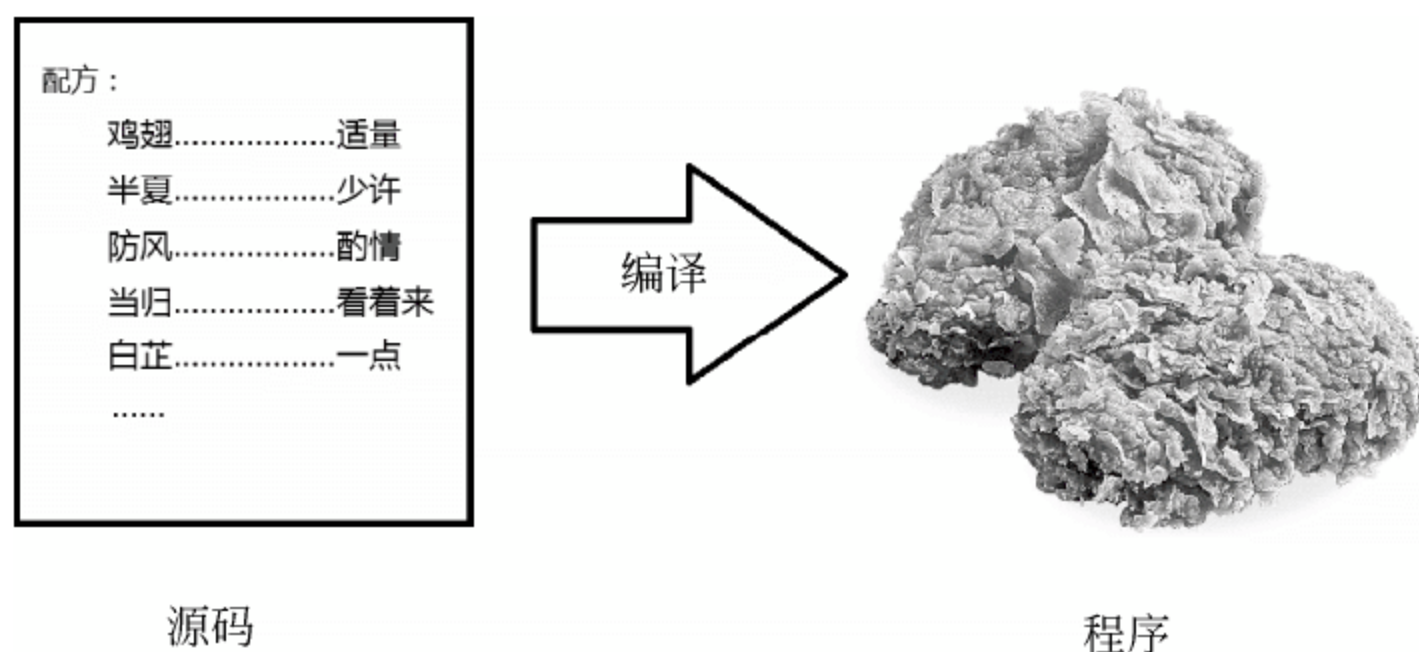 配方：
鸡翅..................适量
半夏..................少许
防风..................酌情
当归..................看着来
白芷..................一点
......
编译
源码
程序